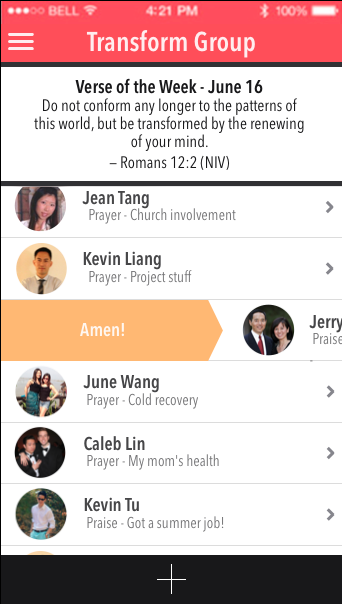 BELL 4:21 PM 100%
Transform Group
Verse of the Week - June 16
Do not conform any longer to the patterns of
this world, but be transformed by the renewing
of your mind.
– Romans 12:2 (NIV)
Jean Tang
Prayer - Church involvement
Kevin Liang
Prayer - Project stuff
Amen!
Jerry
Praise
June Wang
Prayer - Cold recovery
Caleb Lin
Prayer - My mom's health
Kevin Tu
Praise - Got a summer job!